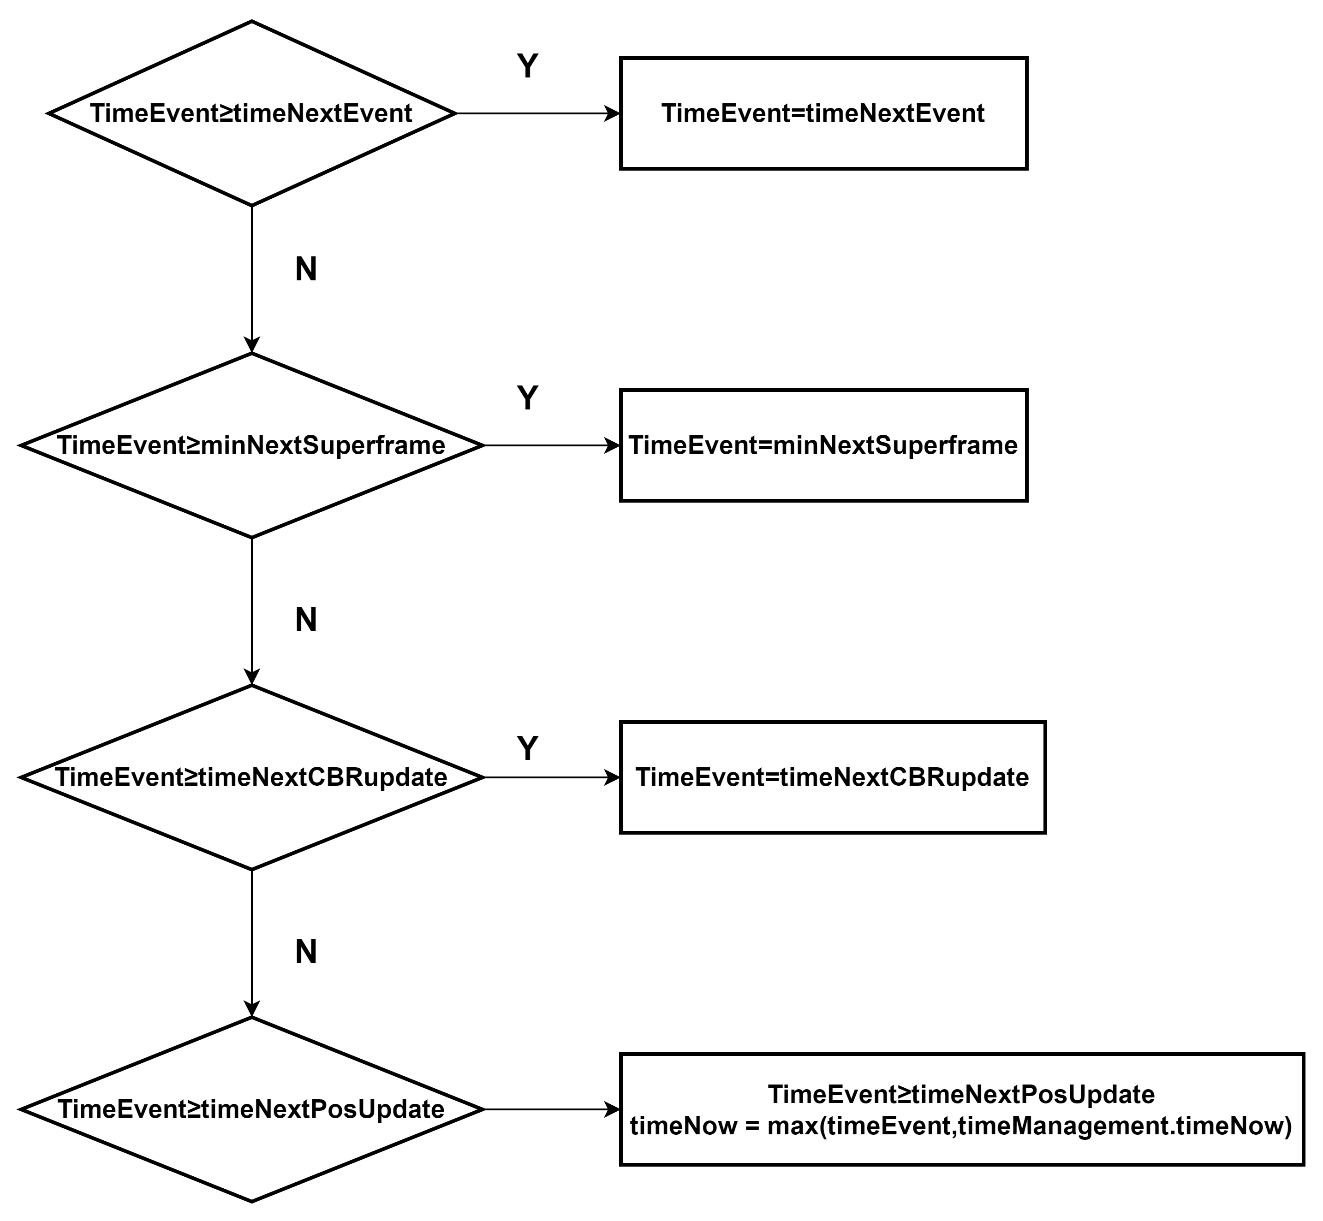 TimeEvent≥timeNextEvent
Y
TimeEvent=timeNextEvent
N
TimeEvent≥minNextSuperframe
Y
TimeEvent=minNextSuperframe
N
TimeEvent≥timeNextCBRupdate
Y
TimeEvent=timeNextCBRupdate
N
TimeEvent≥timeNextPosUpdate
TimeEvent≥timeNextPosUpdate
timeNow = max(timeEvent,timeManagement.timeNow)